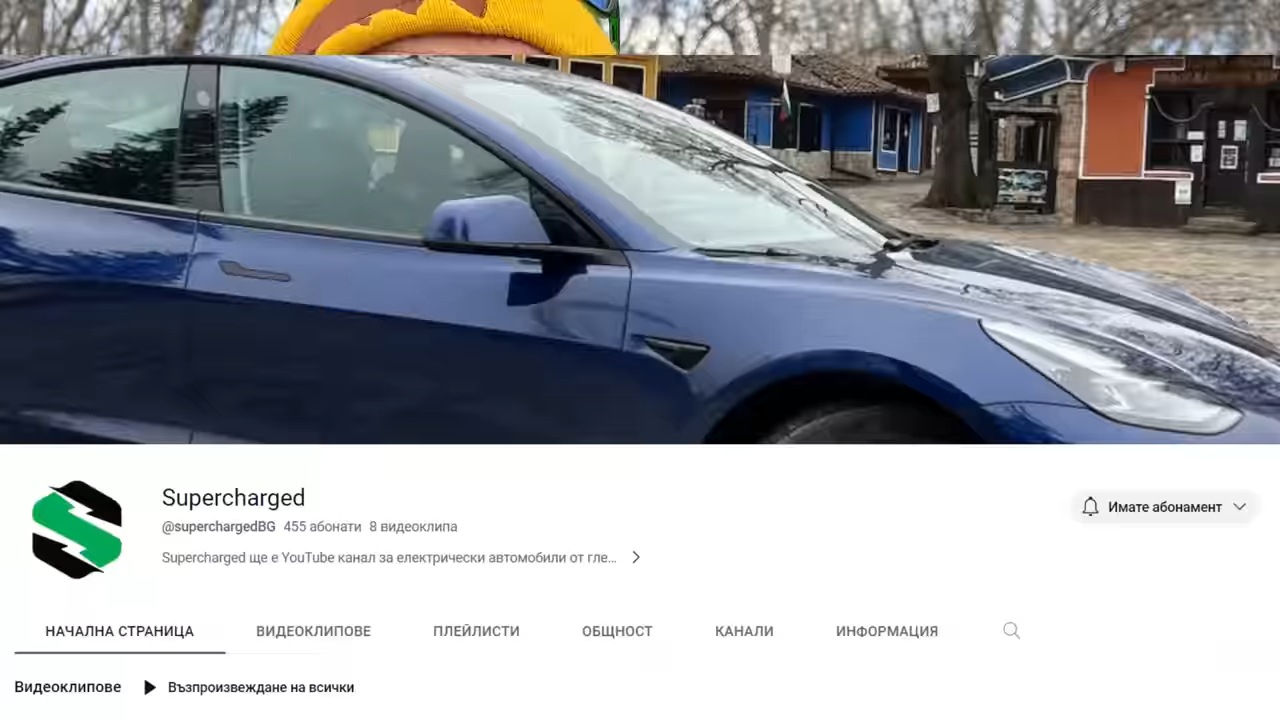 Supercharged
@superchargedBG 455 абонати 8 видеоклипа
Имате абонамент
Supercharged ще е YouTube канал за електрически автомобили от гле...
НАЧАЛНА СТРАНИЦА ВИДЕОКЛИПОВЕ ПЛЕЙЛИСТИ ОБЩНОСТ КАНАЛИ ИНФОРМАЦИЯ
Видеоклипове Възпроизвеждане на всички